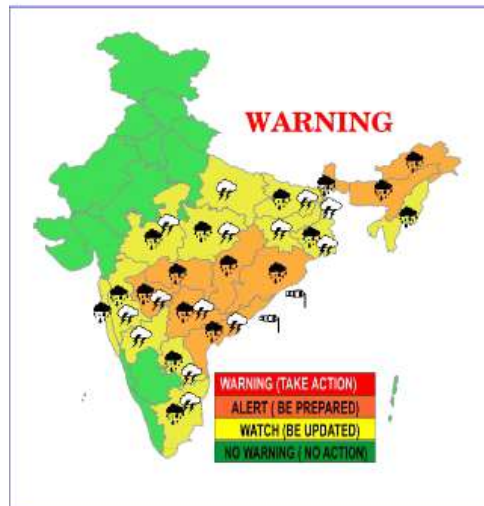 WARNING
WARNING (TAKE ACTION)
ALERT ( BE PREPARED)
WATCH (BE UPDATED)
NO WARNING ( NO ACTION)